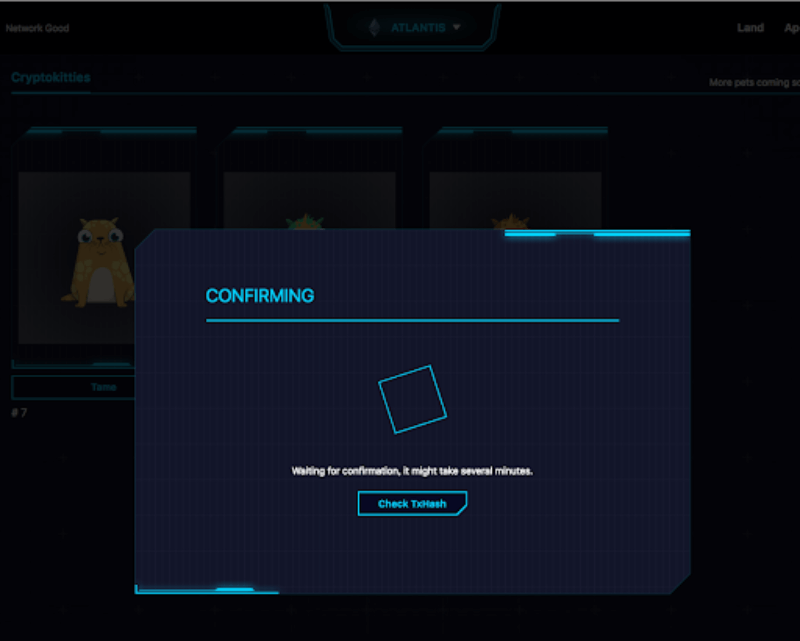 Network Good
ATLANTIS
Land
Cryptokitties
More pets coming
CONFIRMING
Waiting for confirmation, it might take several minutes.
Check TxHash
Tame
# 7